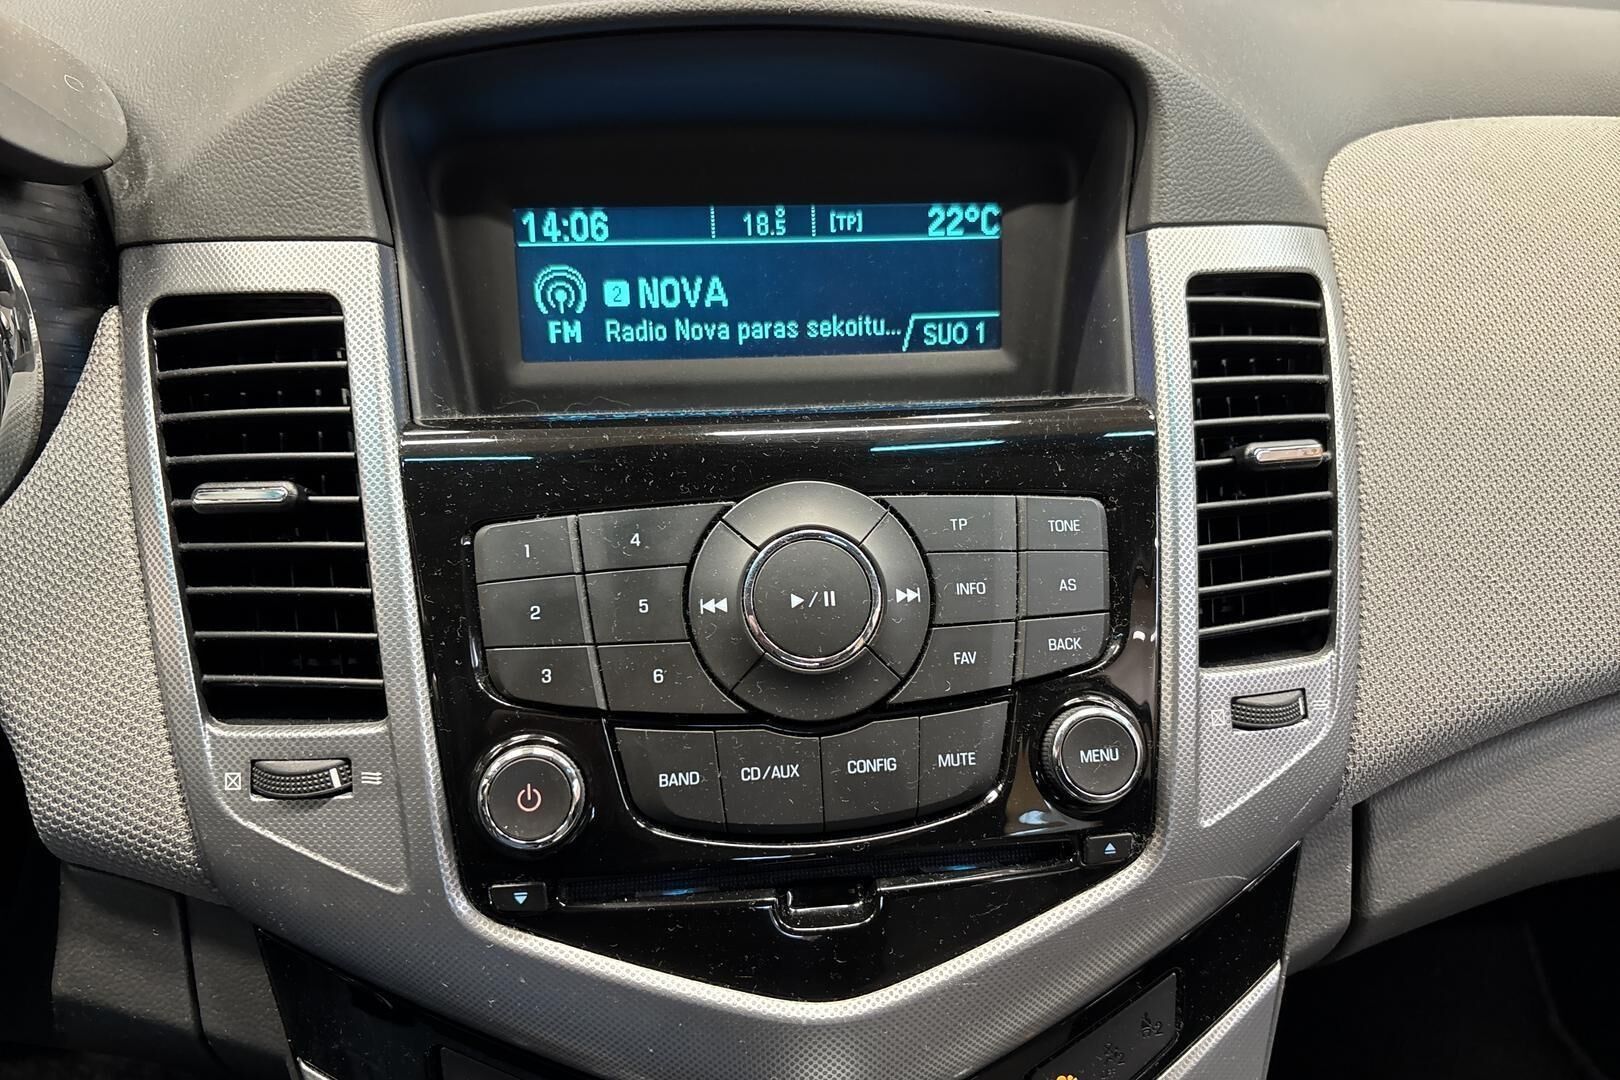 14:06 18.5 [TP] 22°C
2 NOVA
FM Radio Nova paras sekoitu... SUO 1
1 4 TP TONE
2 5 INFO AS
3 6 FAV BACK
BAND CD/AUX CONFIG MUTE MENU